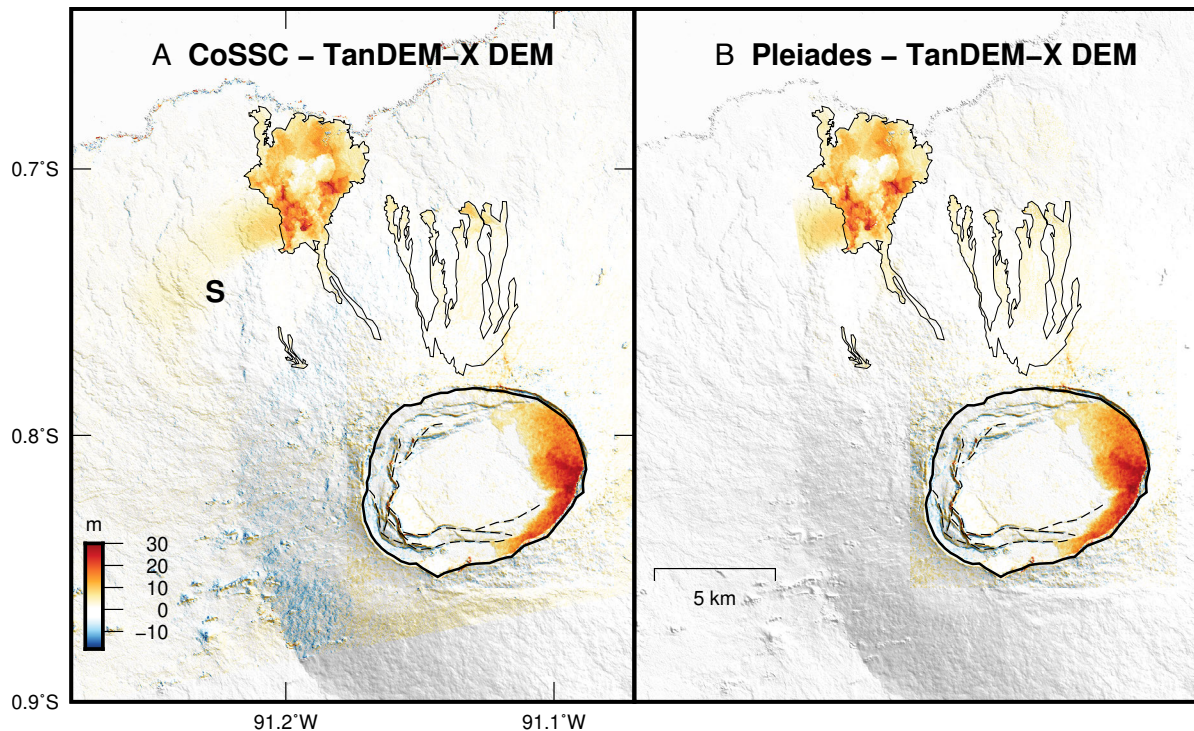 A CoSSC – TanDEM–X DEM
B Pleiades – TanDEM–X DEM
0.7˚S
S
0.8˚S
m
30
20
10
0
−10
5 km
0.9˚S
91.2˚W
91.1˚W